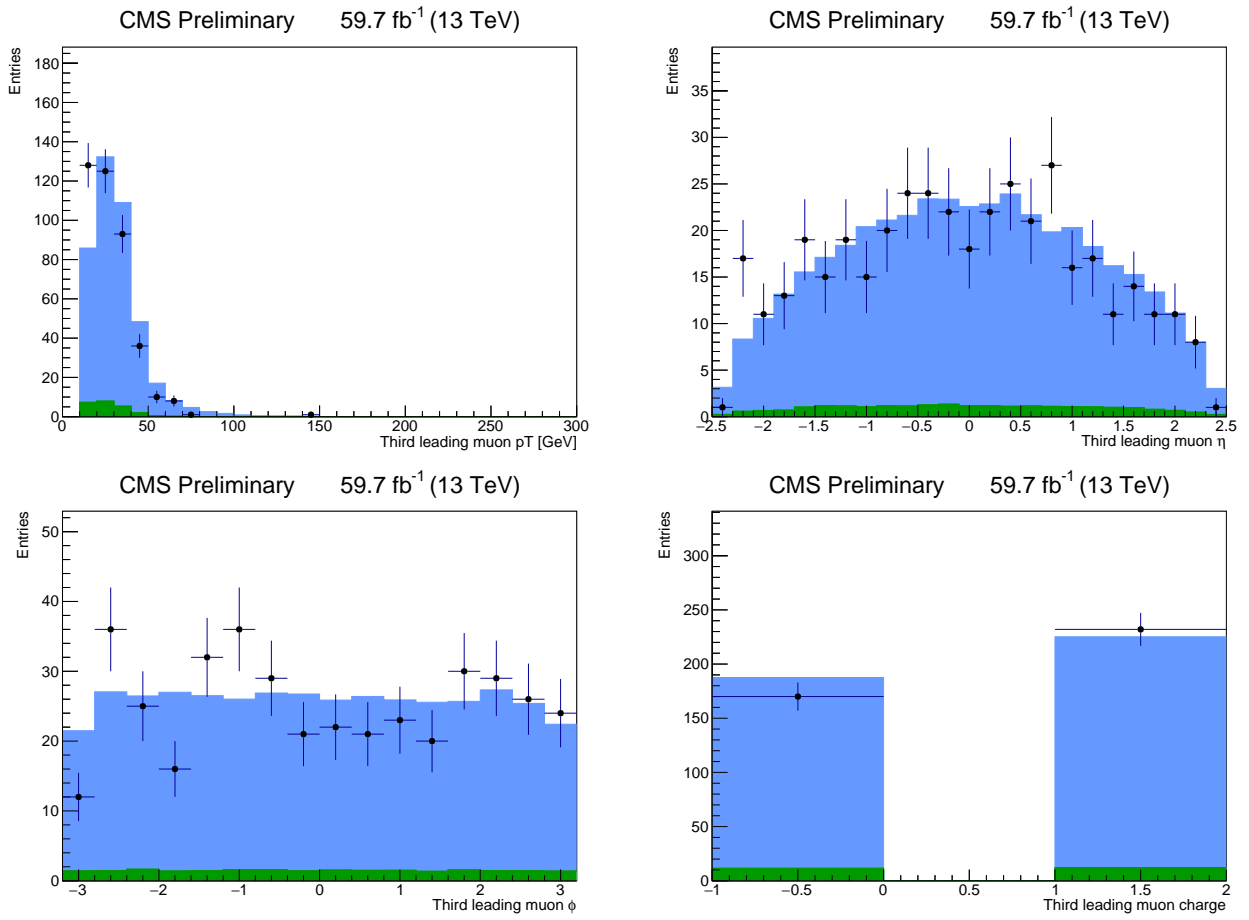 CMS Preliminary 59.7 fb⁻¹ (13 TeV)
Entries
180
160
140
120
100
80
60
40
20
0
0 50 100 150 200 250 300
Third leading muon pT [GeV]
CMS Preliminary 59.7 fb⁻¹ (13 TeV)
Entries
35
30
25
20
15
10
5
0
−2.5 −2 −1.5 −1 −0.5 0 0.5 1 1.5 2 2.5
Third leading muon η
CMS Preliminary 59.7 fb⁻¹ (13 TeV)
Entries
50
40
30
20
10
0
−3 −2 −1 0 1 2 3
Third leading muon ϕ
CMS Preliminary 59.7 fb⁻¹ (13 TeV)
Entries
300
250
200
150
100
50
0
−1 −0.5 0 0.5 1 1.5 2
Third leading muon charge